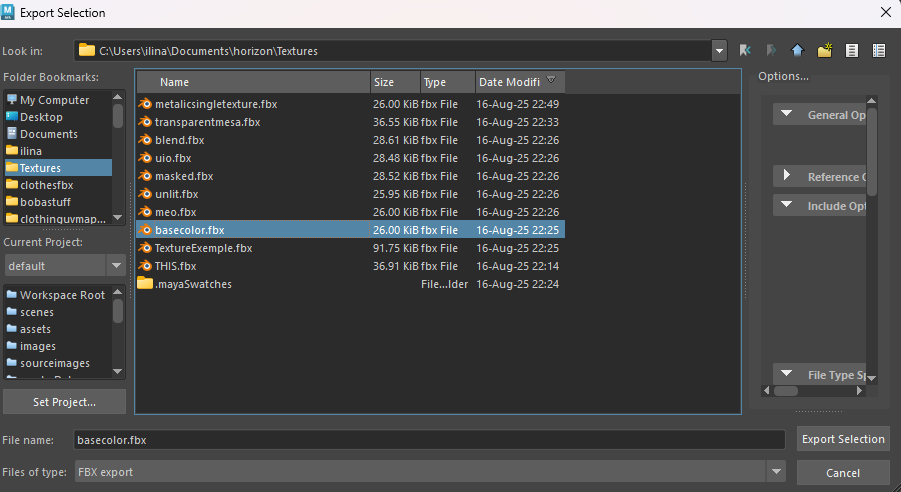 Export Selection
Look in:
C:\Users\ilina\Documents\horizon\Textures
Folder Bookmarks:
My Computer
Desktop
Documents
ilina
Textures
clothesfbx
bobastuff
clothinguvmap...
Current Project:
default
Workspace Root
scenes
assets
images
sourceimages
Set Project...
Name Size Type Date Modifi
metalicsingletexture.fbx 26.00 KiB fbx File 16-Aug-25 22:49
transparentmesa.fbx 36.55 KiB fbx File 16-Aug-25 22:33
blend.fbx 28.61 KiB fbx File 16-Aug-25 22:26
uio.fbx 28.48 KiB fbx File 16-Aug-25 22:26
masked.fbx 28.52 KiB fbx File 16-Aug-25 22:26
unlit.fbx 25.95 KiB fbx File 16-Aug-25 22:26
meo.fbx 26.00 KiB fbx File 16-Aug-25 22:26
basecolor.fbx 26.00 KiB fbx File 16-Aug-25 22:25
TextureExemple.fbx 91.75 KiB fbx File 16-Aug-25 22:25
THIS.fbx 36.91 KiB fbx File 16-Aug-25 22:14
.mayaSwatches File...lder 16-Aug-25 22:24
Options...
General Op
Reference O
Include Opt
File Type Sp
File name:
basecolor.fbx
Export Selection
Files of type:
FBX export
Cancel